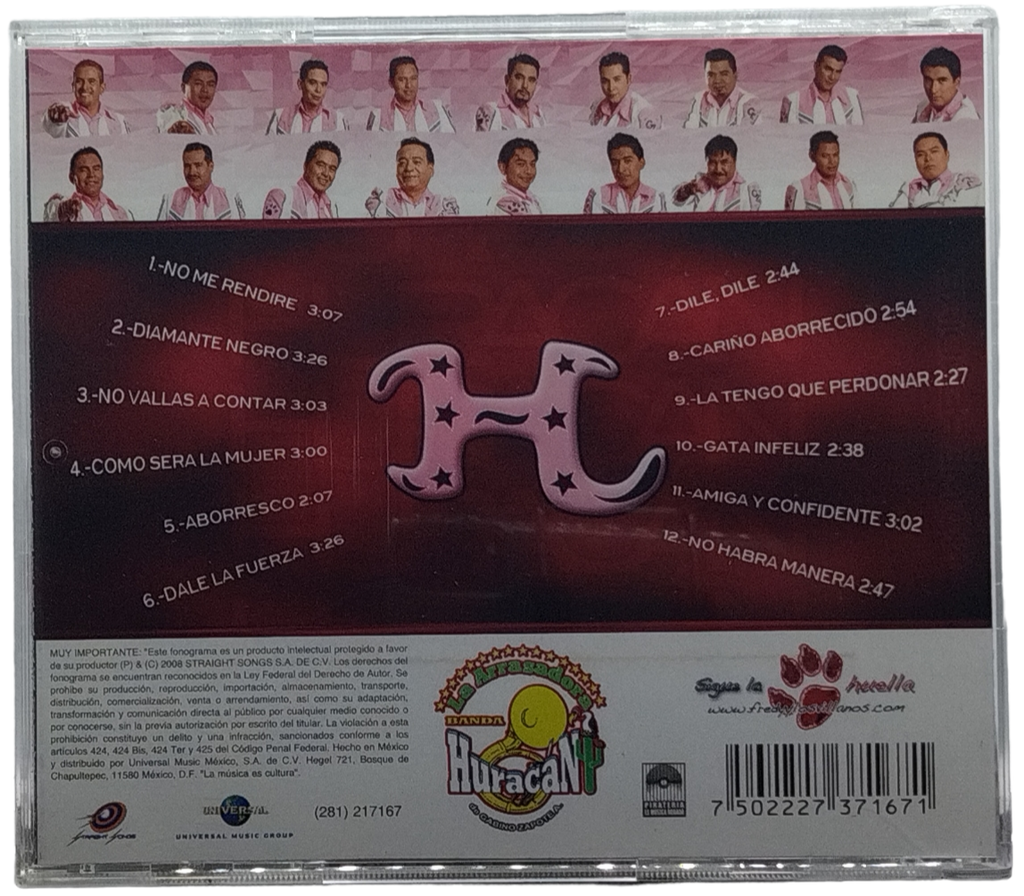 1.-NO ME RENDIRE 3:07
2.-DIAMANTE NEGRO 3:26
3.-NO VALLAS A CONTAR 3:03
4.-COMO SERA LA MUJER 3:00
5.-ABORRESCO 2:07
6.-DALE LA FUERZA 3:26
H
7.-DILE, DILE 2:44
8.-CARIÑO ABORRECIDO 2:54
9.-LA TENGO QUE PERDONAR 2:27
10.-GATA INFELIZ 2:38
11.-AMIGA Y CONFIDENTE 3:02
12.-NO HABRA MANERA 2:47
MUY IMPORTANTE: "Este fonograma es un producto intelectual protegido a favor
de su productor (P) & (C) 2008 STRAIGHT SONGS S.A. DE C.V. Los derechos del
fonograma se encuentran reconocidos en la Ley Federal del Derecho de Autor. Se
prohibe su producción, reproducción, importación, almacenamiento, transporte,
distribución, comercialización, venta o arrendamiento, así como su adaptación,
transformación y comunicación directa al público por cualquier medio conocido o
por conocerse, sin la previa autorización por escrito del titular. La violación a esta
prohibición constituye un delito y una infracción, sancionados conforme a los
artículos 424, 424 Bis, 424 Ter y 425 del Código Penal Federal. Hecho en México
y distribuido por Universal Music México, S.A. de C.V. Hegel 721, Bosque de
Chapultepec, 11580 México, D.F. "La música es cultura".
STRAIGHT SONGS
UNIVERSAL
UNIVERSAL MUSIC GROUP
(281) 217167
La Arrasadora
BANDA
HuracáN
de GABINO ZAPOTE A.
Sigue la huella
www.freddylosvillanos.com
PIRATERIA
7 502227 371671